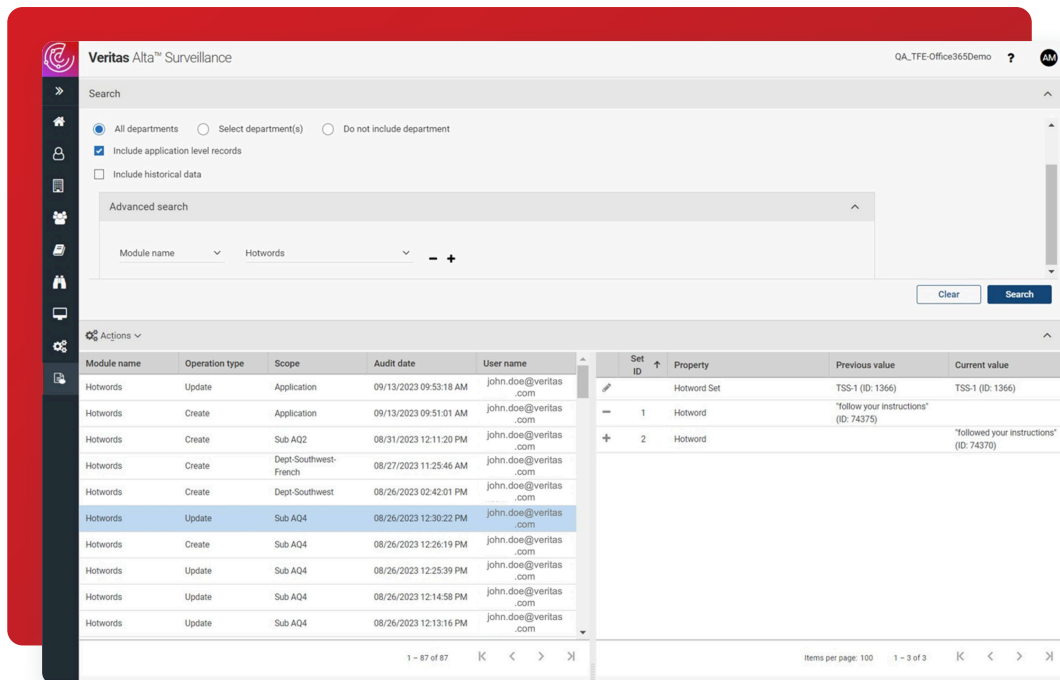 Veritas Alta™ Surveillance
QA_TFE-Office365Demo ? AM
Search
All departments Select department(s) Do not include department
Include application level records
Include historical data
Advanced search
Module name Hotwords
Clear Search
Actions
Module name Operation type Scope Audit date User name
Hotwords Update Application 09/13/2023 09:53:18 AM john.doe@veritas
.com
Hotwords Create Application 09/13/2023 09:51:01 AM john.doe@veritas
.com
Hotwords Create Sub AQ2 08/31/2023 12:11:20 PM john.doe@veritas
.com
Hotwords Create Dept-Southwest- 08/27/2023 11:25:46 AM john.doe@veritas
French .com
Hotwords Create Dept-Southwest 08/26/2023 02:42:01 PM john.doe@veritas
.com
Hotwords Update Sub AQ4 08/26/2023 12:30:22 PM john.doe@veritas
.com
Hotwords Create Sub AQ4 08/26/2023 12:26:19 PM john.doe@veritas
.com
Hotwords Update Sub AQ4 08/26/2023 12:25:39 PM john.doe@veritas
.com
Hotwords Update Sub AQ4 08/26/2023 12:14:58 PM john.doe@veritas
.com
Hotwords Update Sub AQ4 08/26/2023 12:13:16 PM john.doe@veritas
.com
1 – 87 of 87
Set
ID Property Previous value Current value
Hotword Set TSS-1 (ID: 1366) TSS-1 (ID: 1366)
1 Hotword "follow your instructions"
(ID: 74375)
2 Hotword "followed your instructions"
(ID: 74370)
Items per page: 100 1 – 3 of 3